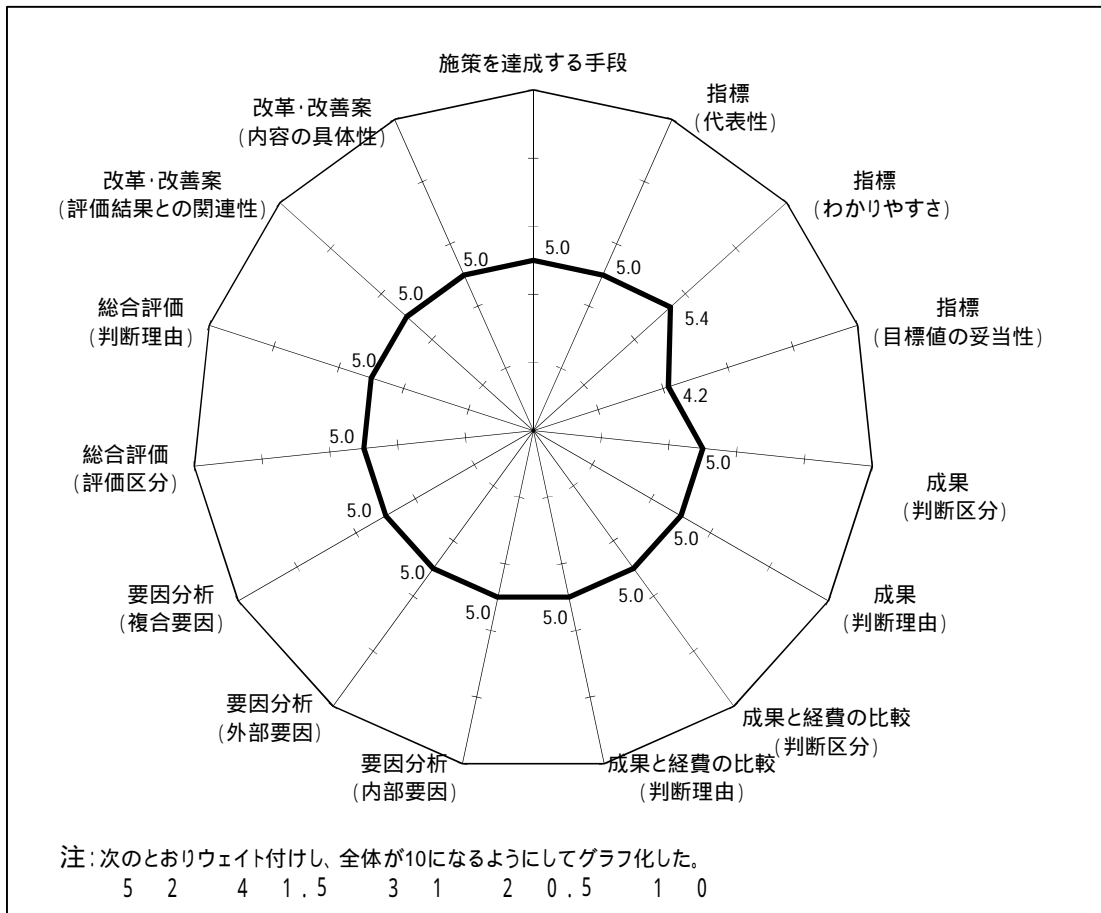 施策を達成する手段
指標
(代表性)
指標
(わかりやすさ)
指標
(目標値の妥当性)
成果
(判断区分)
成果
(判断理由)
成果と経費の比較
(判断区分)
成果と経費の比較
(判断理由)
要因分析
(内部要因)
要因分析
(外部要因)
要因分析
(複合要因)
総合評価
(評価区分)
総合評価
(判断理由)
改革・改善案
(評価結果との関連性)
改革・改善案
(内容の具体性)
5.0
5.0
5.4
4.2
5.0
5.0
5.0
5.0
5.0
5.0
5.0
5.0
5.0
5.0
5.0
注:次のとおりウェイト付けし、全体が10になるようにしてグラフ化した。
5 2 4 1.5 3 1 2 0.5 1 0